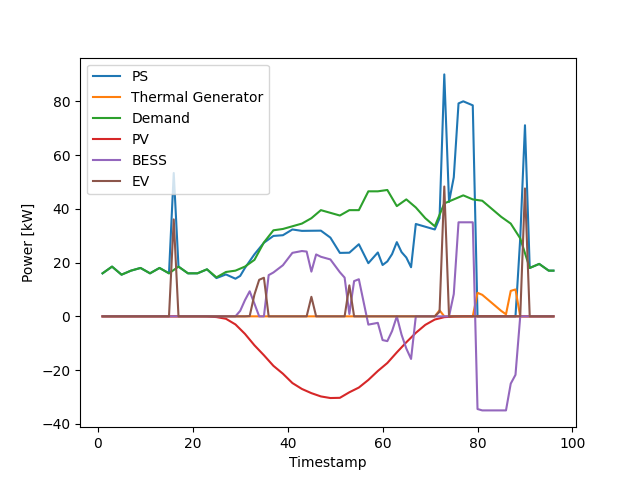 PS
Thermal Generator
Demand
PV
BESS
EV
Power [kW]
80
60
40
20
0
−20
−40
0 20 40 60 80 100
Timestamp